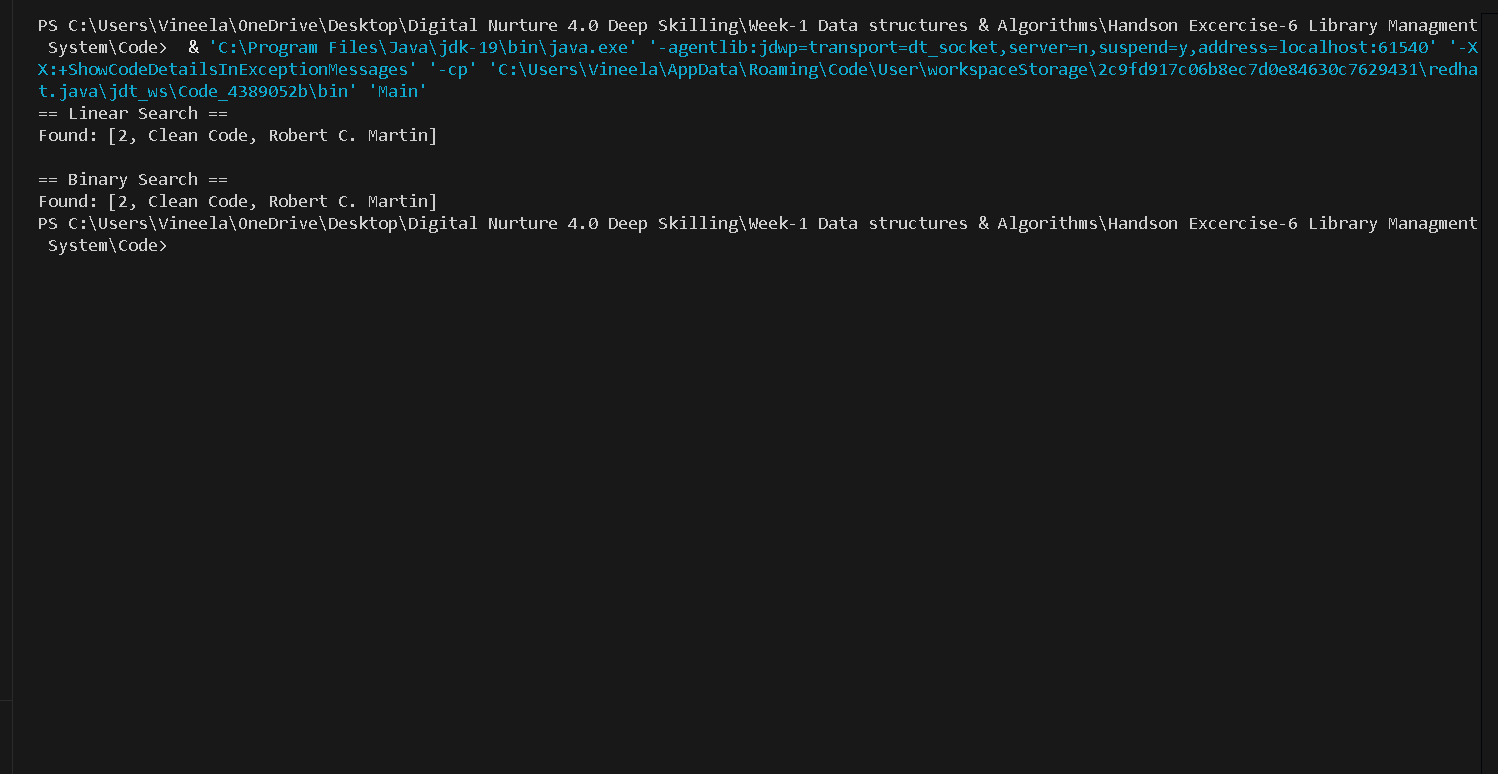 PS C:\Users\Vineela\OneDrive\Desktop\Digital Nurture 4.0 Deep Skilling\Week-1 Data structures & Algorithms\Handson Excercise-6 Library Managment
 System\Code>  & 'C:\Program Files\Java\jdk-19\bin\java.exe' '-agentlib:jdwp=transport=dt_socket,server=n,suspend=y,address=localhost:61540' '-X
X:+ShowCodeDetailsInExceptionMessages' '-cp' 'C:\Users\Vineela\AppData\Roaming\Code\User\workspaceStorage\2c9fd917c06b8ec7d0e84630c7629431\redha
t.java\jdt_ws\Code_4389052b\bin' 'Main'
== Linear Search ==
Found: [2, Clean Code, Robert C. Martin]

== Binary Search ==
Found: [2, Clean Code, Robert C. Martin]
PS C:\Users\Vineela\OneDrive\Desktop\Digital Nurture 4.0 Deep Skilling\Week-1 Data structures & Algorithms\Handson Excercise-6 Library Managment
 System\Code>